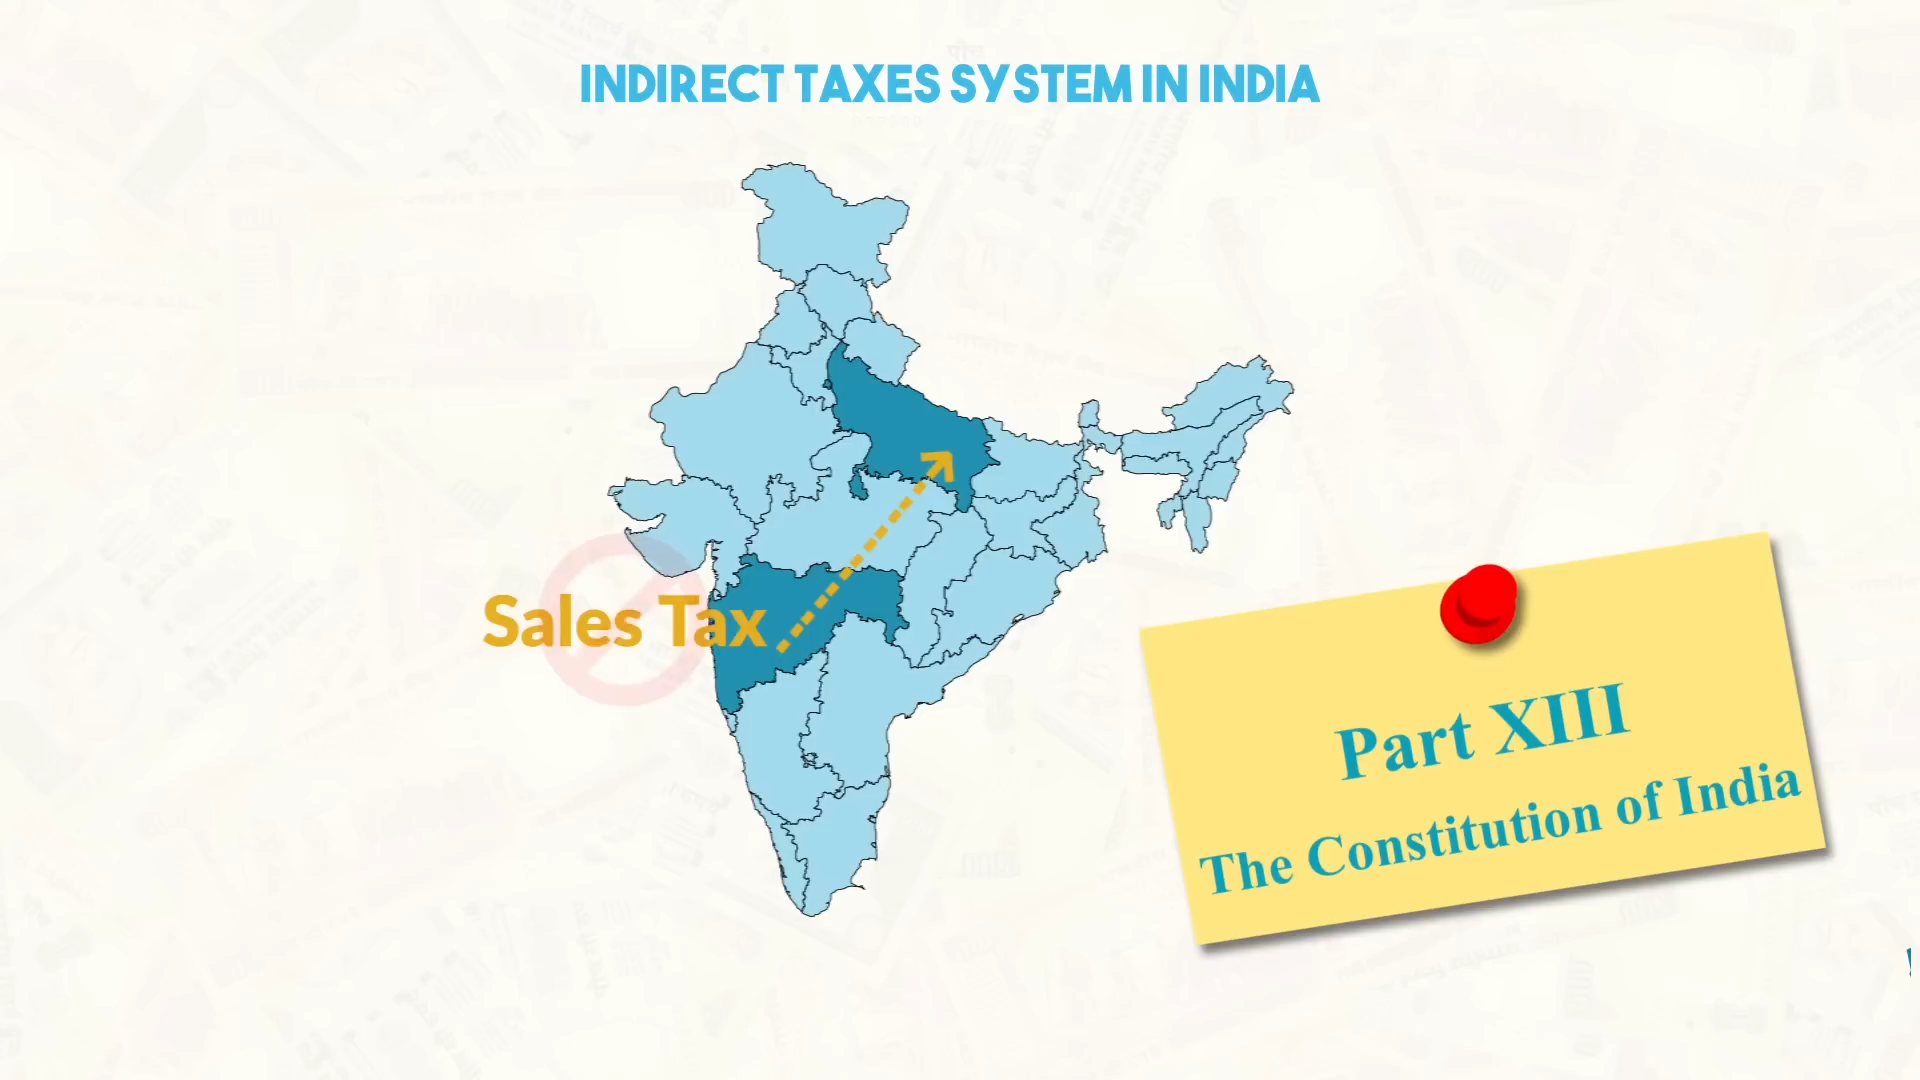 INDIRECT TAXES SYSTEM IN INDIA
Sales Tax
Part XIII
The Constitution of India